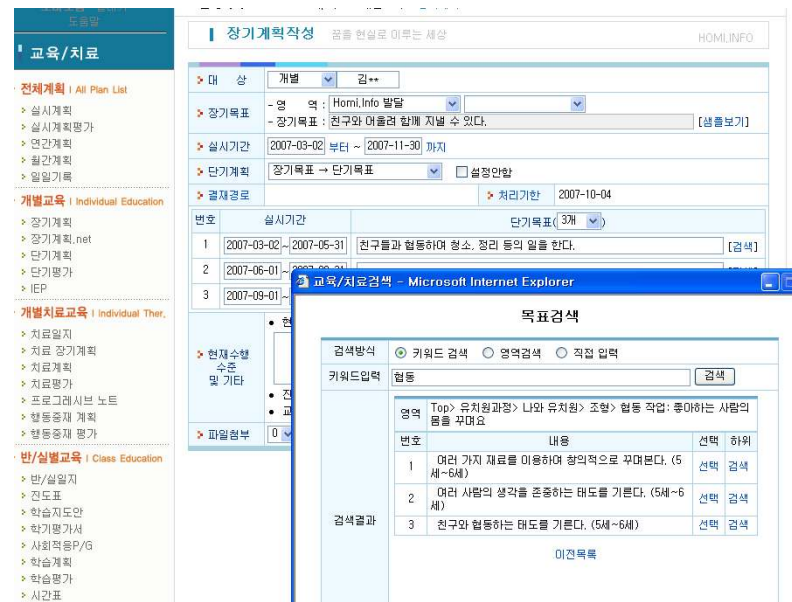 도움말
교육/치료
전체계획 | All Plan List
실시계획
실시계획평가
연간계획
월간계획
일일기록
개별교육 | Individual Education
장기계획
장기계획.net
단기계획
단기평가
IEP
개별치료교육 | Individual Ther.
치료일지
치료 장기계획
치료계획
치료평가
프로그레시브 노트
행동중재 계획
행동중재 평가
반/실별교육 | Class Education
반/실일지
진도표
학습지도안
학기평가서
사회적응P/G
학습계획
학습평가
시간표
장기계획작성 꿈을 현실로 이루는 세상 HOMI.INFO
대 상 개별 김**
장기목표 - 영 역 : Homi.Info 발달
- 장기목표 : 친구와 어울려 함께 지낼 수 있다. [샘플보기]
실시기간 2007-03-02 부터 ~ 2007-11-30 까지
단기계획 장기목표 → 단기목표 설정안함
결재경로 처리기한 2007-10-04
번호 실시기간 단기목표( 3개 )
1 2007-03-02 ~ 2007-05-31 친구들과 협동하며 청소, 정리 등의 일을 한다. [검색]
2 2007-06-01 ~
3 2007-09-01 ~
현재수행
수준
및 기타
파일첨부 0
교육/치료검색 - Microsoft Internet Explorer
목표검색
검색방식 키워드 검색 영역검색 직접 입력
키워드입력 협동 검색
영역 Top> 유치원과정> 나와 유치원> 조형> 협동 작업: 좋아하는 사람의
몸을 꾸며요
번호 내용 선택 하위
1 여러 가지 재료를 이용하여 창의적으로 꾸며본다. (5
세~6세) 선택 검색
2 여러 사람의 생각을 존중하는 태도를 기른다. (5세~6
세) 선택 검색
검색결과
3 친구와 협동하는 태도를 기른다. (5세~6세) 선택 검색
이전목록